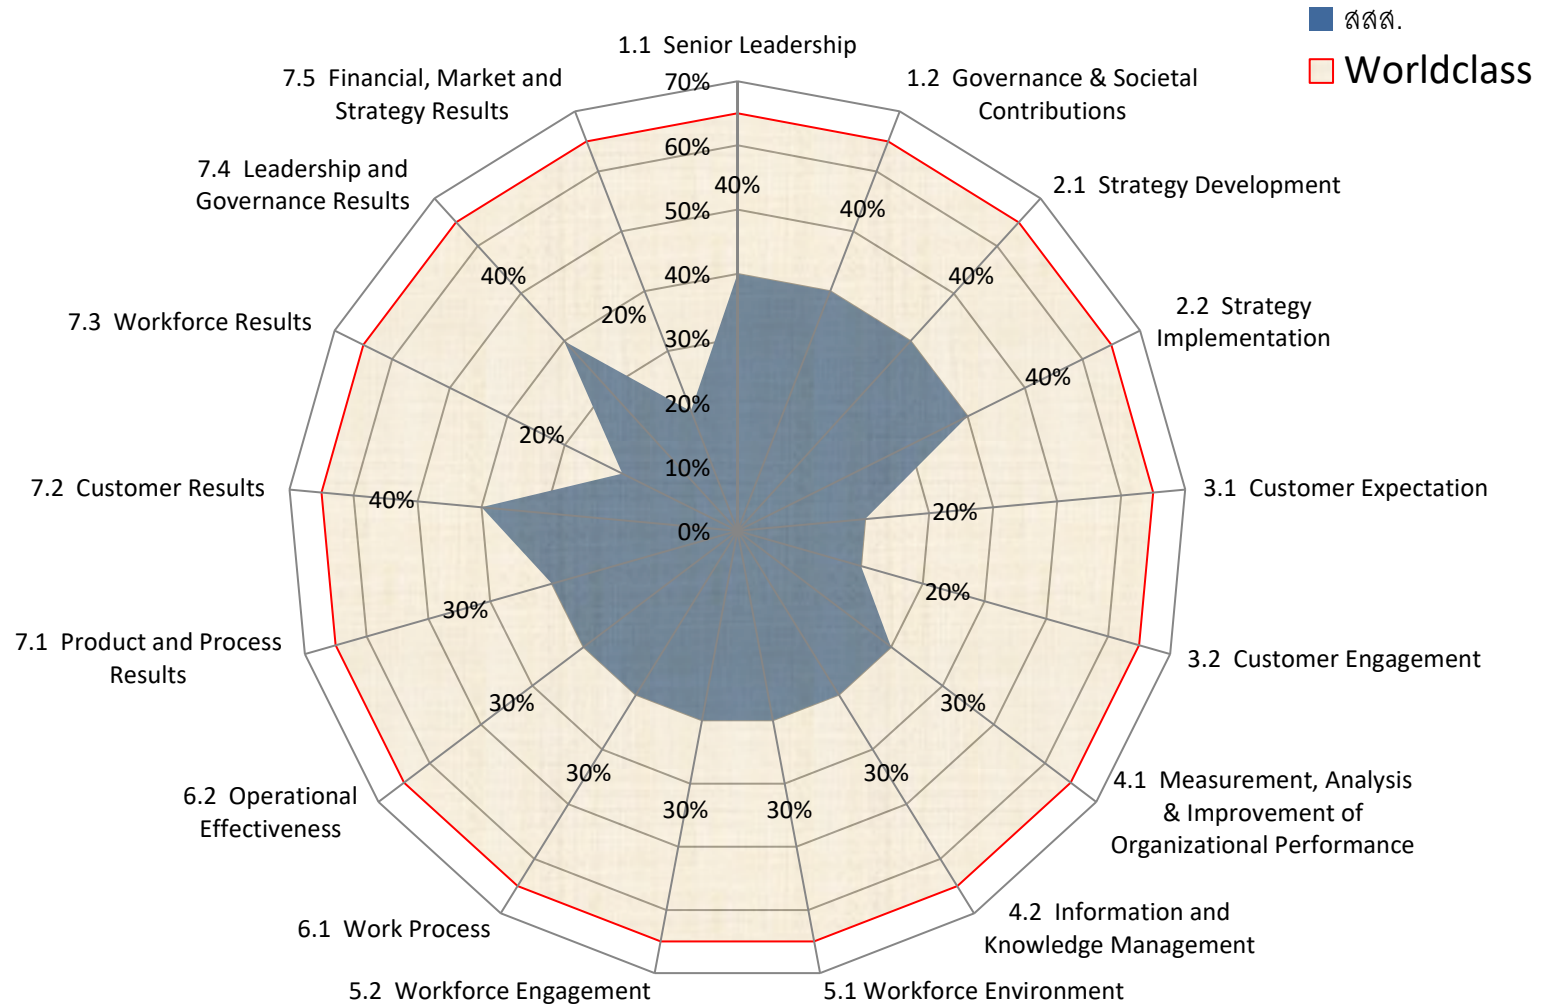 สสส.
Worldclass
1.1 Senior Leadership
1.2 Governance & Societal
Contributions
2.1 Strategy Development
2.2 Strategy
Implementation
3.1 Customer Expectation
3.2 Customer Engagement
4.1 Measurement, Analysis
& Improvement of
Organizational Performance
4.2 Information and
Knowledge Management
5.1 Workforce Environment
5.2 Workforce Engagement
6.1 Work Process
6.2 Operational
Effectiveness
7.1 Product and Process
Results
7.2 Customer Results
7.3 Workforce Results
7.4 Leadership and
Governance Results
7.5 Financial, Market and
Strategy Results
70%
60%
50%
40%
30%
20%
10%
0%
40%
40%
40%
40%
20%
20%
30%
30%
30%
30%
30%
30%
30%
40%
20%
40%
20%